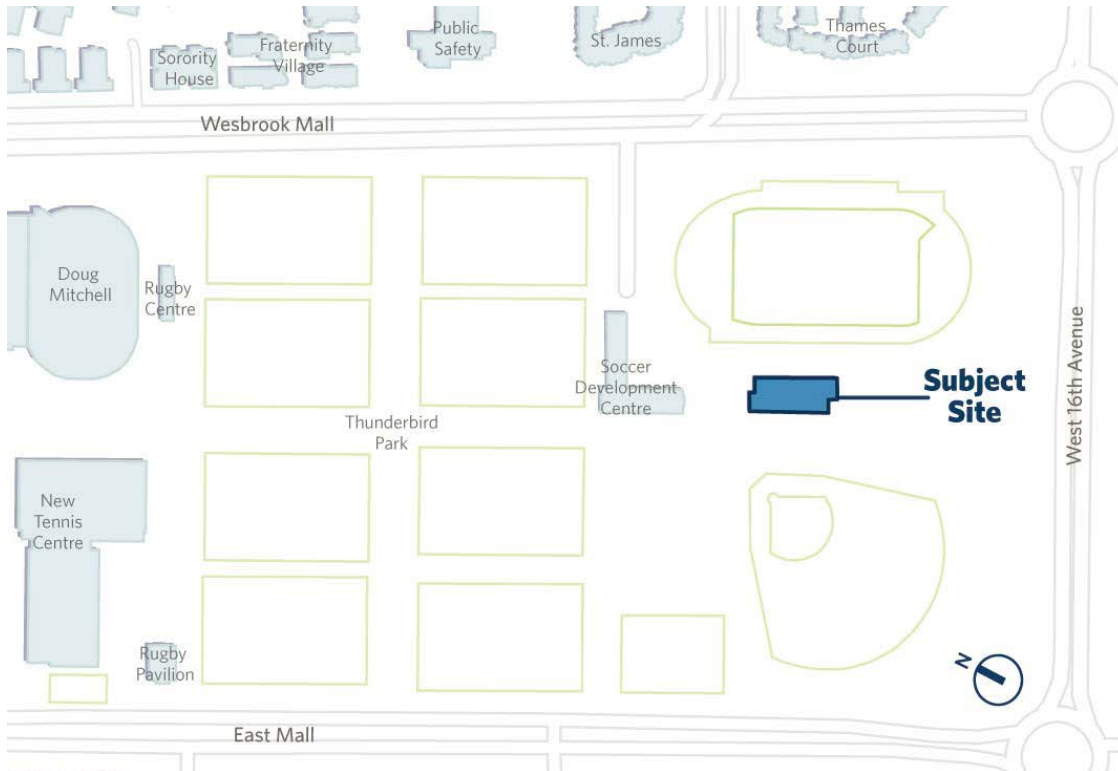 Public
Safety
St. James
Thames
Court
Sorority
House
Fraternity
Village
Wesbrook Mall
Doug
Mitchell
Rugby
Centre
Soccer
Development
Centre
Subject
Site
West 16th Avenue
Thunderbird
Park
New
Tennis
Centre
Rugby
Pavilion
N
East Mall